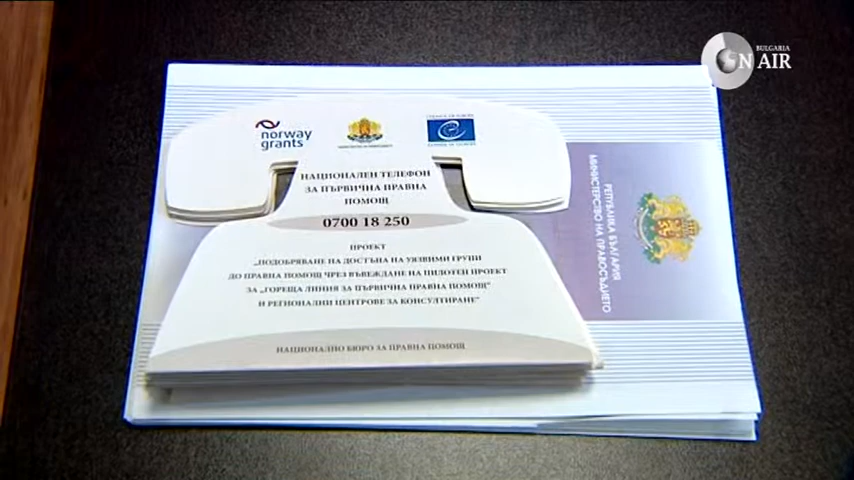 BULGARIA
ON AIR
norway
grants
НАЦИОНАЛЕН ТЕЛЕФОН
ЗА ПЪРВИЧНА ПРАВНА
ПОМОЩ
0700 18 250
ПРОЕКТ
„ПОДОБРЯВАНЕ НА ДОСТЪПА НА УЯЗВИМИ ГРУПИ
ДО ПРАВНА ПОМОЩ ЧРЕЗ ВЪВЕЖДАНЕ НА ПИЛОТЕН ПРОЕКТ
ЗА „ГОРЕЩА ЛИНИЯ ЗА ПЪРВИЧНА ПРАВНА ПОМОЩ"
И РЕГИОНАЛНИ ЦЕНТРОВЕ ЗА КОНСУЛТИРАНЕ"
НАЦИОНАЛНО БЮРО ЗА ПРАВНА ПОМОЩ
РЕПУБЛИКА БЪЛГАРИЯ
МИНИСТЕРСТВО НА ПРАВОСЪДИЕТО